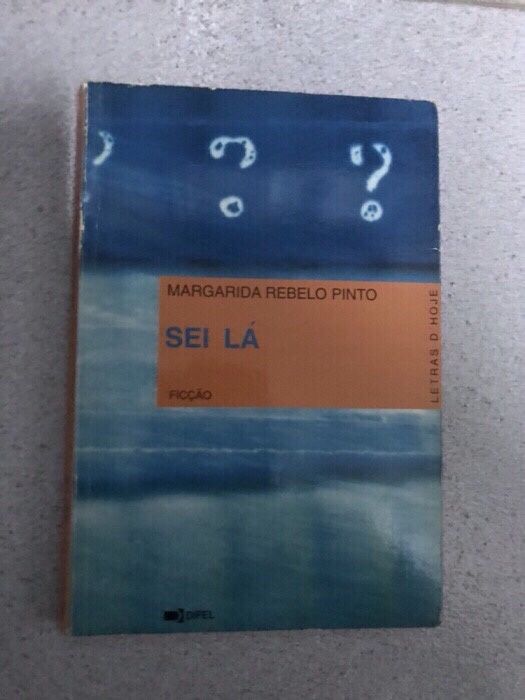 ? ? ?
MARGARIDA REBELO PINTO
SEI LÁ
FICÇÃO
LETRAS D HOJE
DIFEL